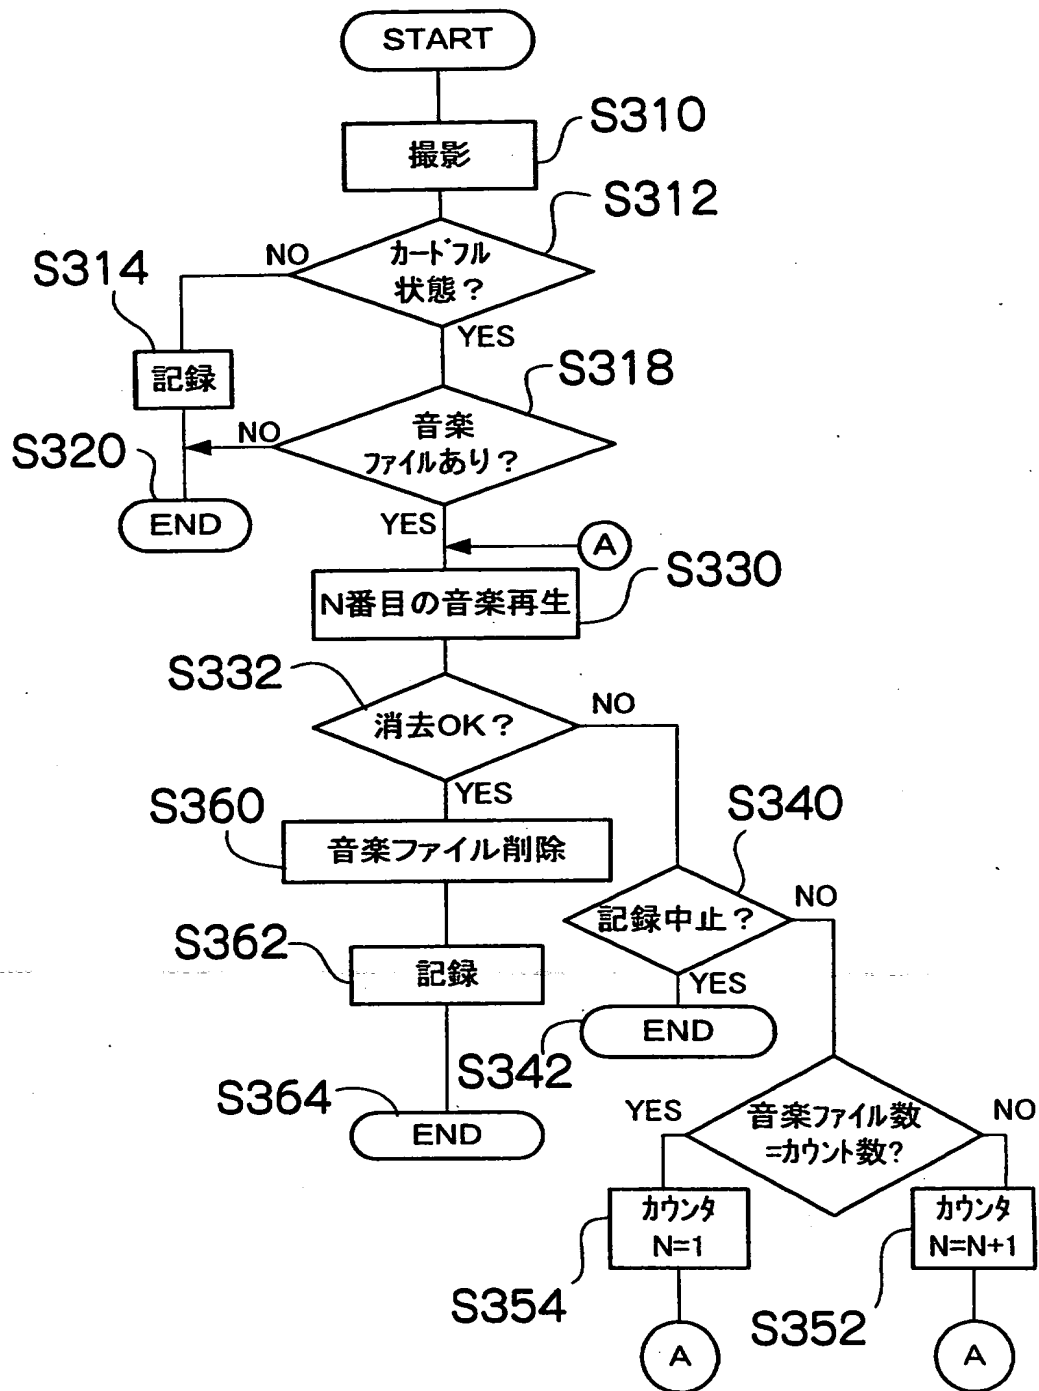 START
S310
撮影
S312
カードフル
状態？
NO
YES
S314
記録
S318
音楽
ファイルあり？
NO
YES
S320
END
A
S330
N番目の音楽再生
S332
消去OK？
NO
YES
S360
音楽ファイル削除
S340
記録中止？
NO
YES
S362
記録
END
S342
S364
END
YES
音楽ファイル数
=カウント数？
NO
カウンタ
N=1
カウンタ
N=N+1
S354
S352
A
A